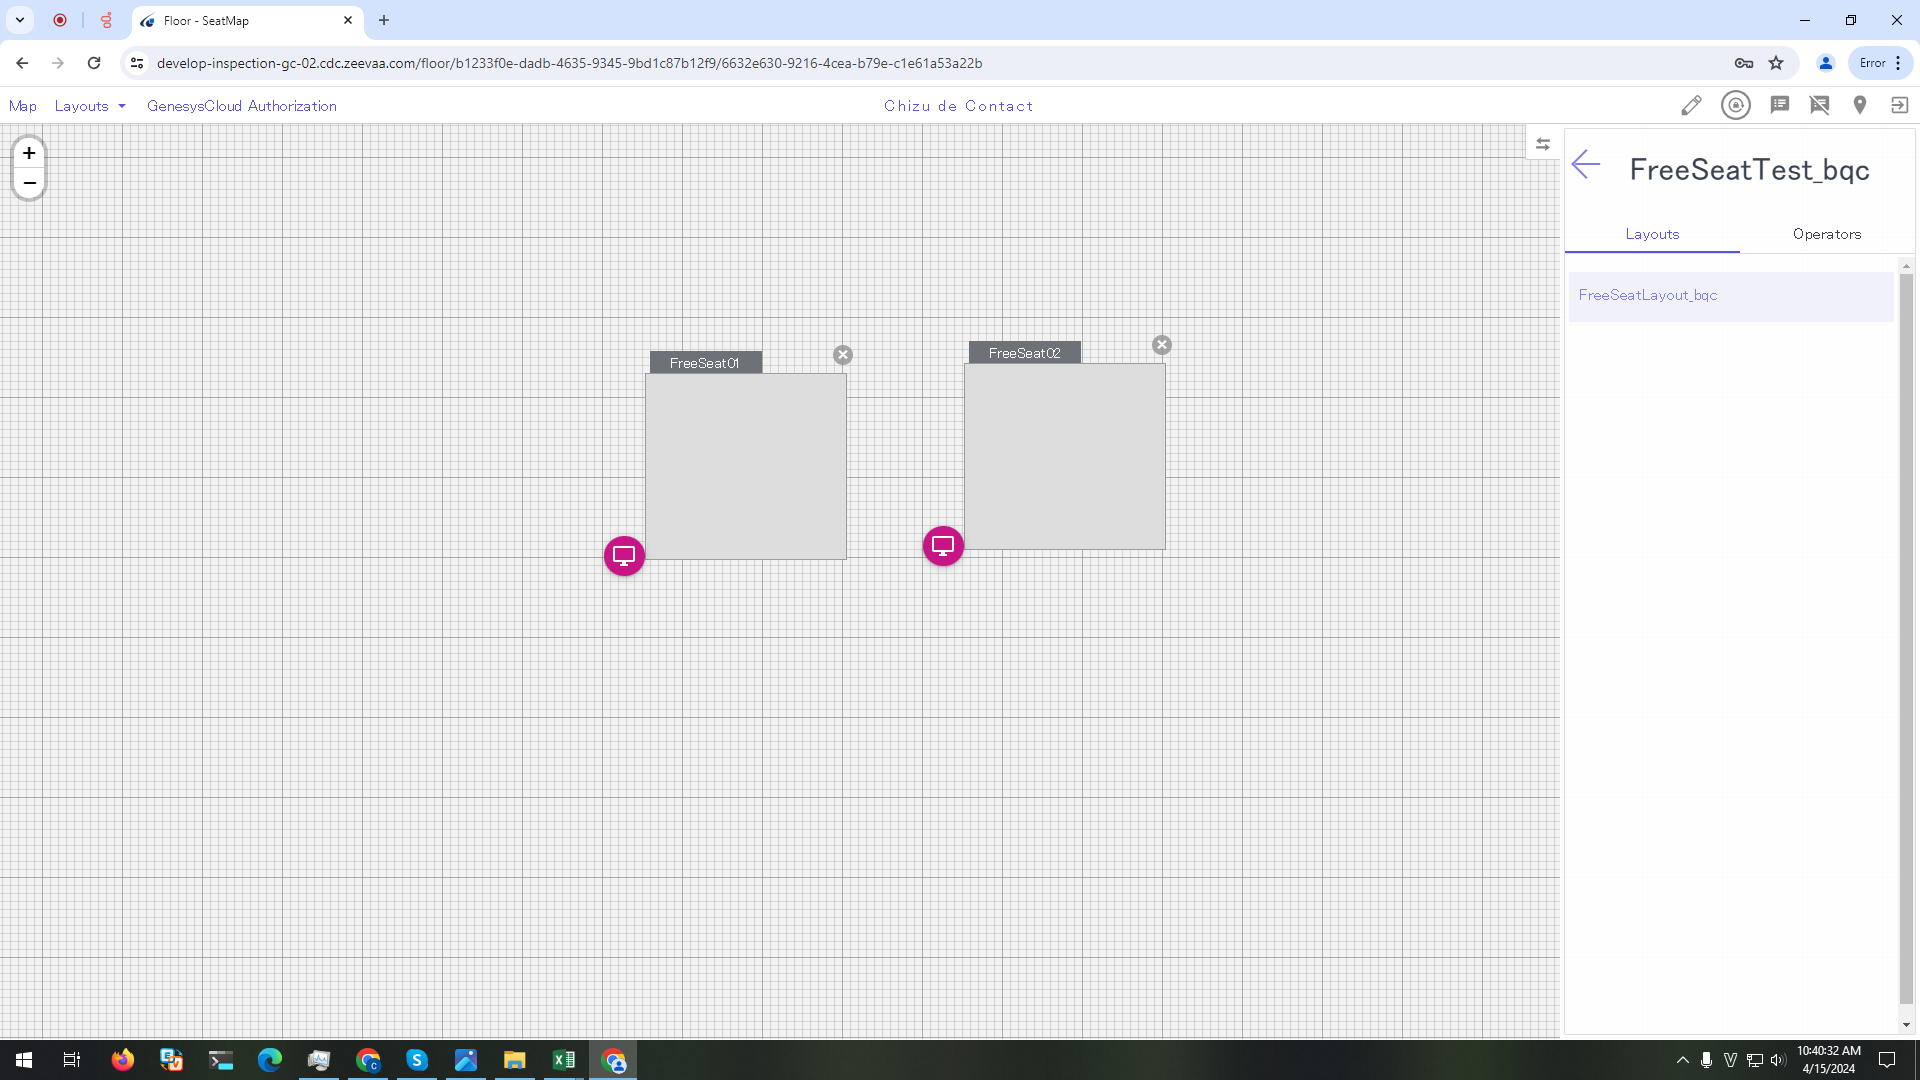 Floor - SeatMap
develop-inspection-gc-02.cdc.zeevaa.com/floor/b1233f0e-dadb-4635-9345-9bd1c87b12f9/6632e630-9216-4cea-b79e-c1e61a53a22b
Error
Map Layouts GenesysCloud Authorization Chizu de Contact
+
−
FreeSeatTest_bqc
Layouts Operators
FreeSeatLayout_bqc
FreeSeat01
FreeSeat02
10:40:32 AM
4/15/2024